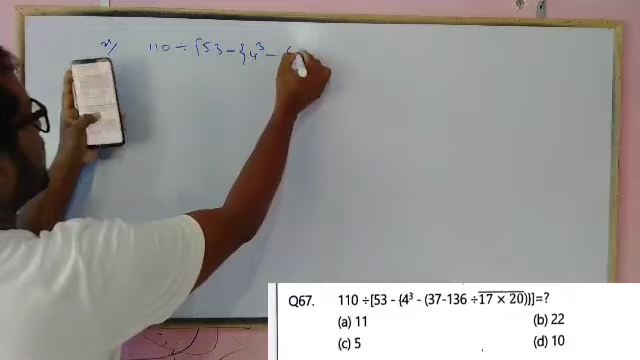 110 ÷ [53 - {4³ - (
Q67. 110 ÷[53 - {4³ - (37-136 ÷17 × 20)}]=?
(a) 11 (b) 22
(c) 5 (d) 10